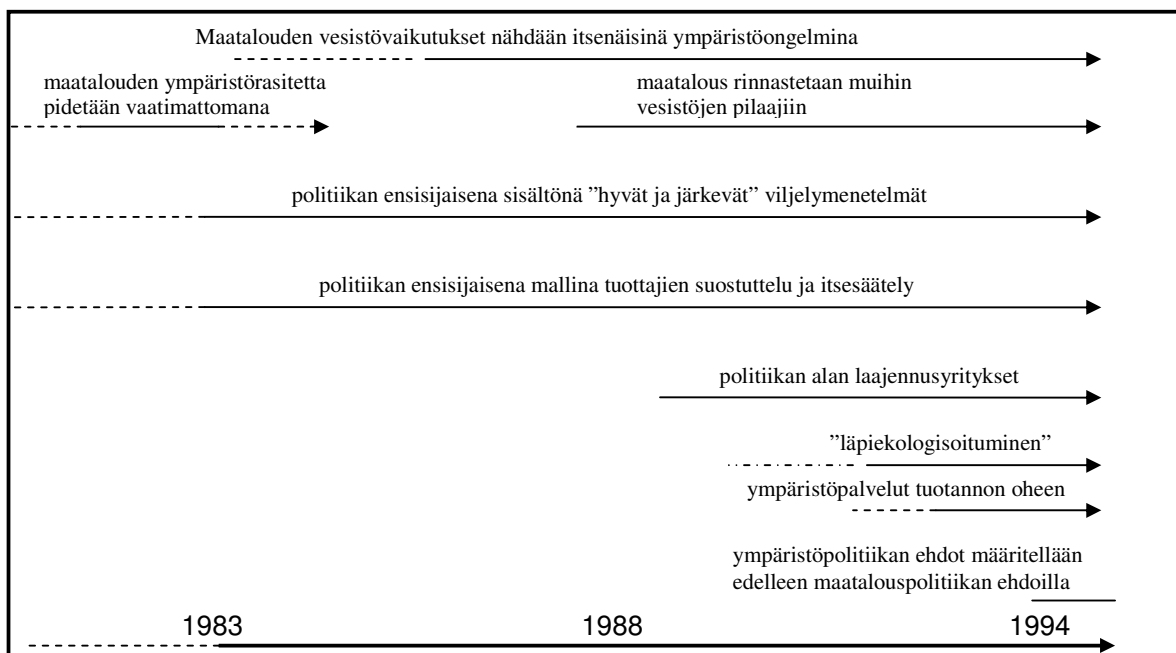 Maatalouden vesistövaikutukset nähdään itsenäisinä ympäristöongelmina
maatalouden ympäristörasitetta
pidetään vaatimattomana
maatalous rinnastetaan muihin
vesistöjen pilaajiin
politiikan ensisijaisena sisältönä ”hyvät ja järkevät” viljelymenetelmät
politiikan ensisijaisena mallina tuottajien suostuttelu ja itsesäätely
politiikan alan laajennusyritykset
”läpiekologisoituminen”
ympäristöpalvelut tuotannon oheen
ympäristöpolitiikan ehdot määritellään
edelleen maatalouspolitiikan ehdoilla
1983 1988 1994